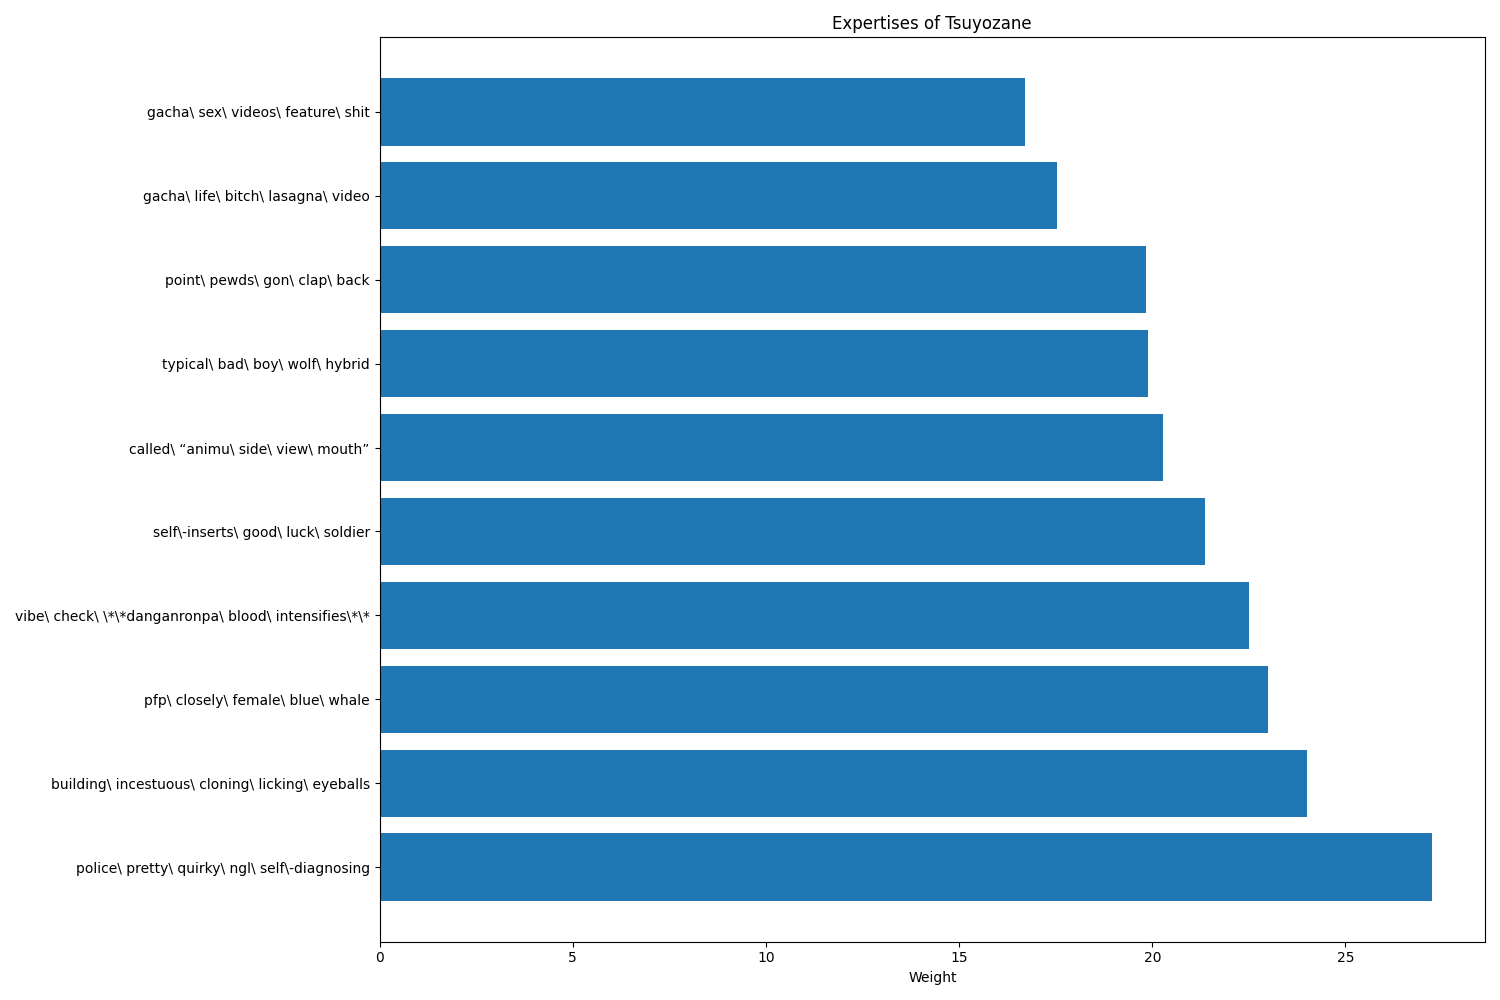 Expertises of Tsuyozane
gacha\ sex\ videos\ feature\ shit
gacha\ life\ bitch\ lasagna\ video
point\ pewds\ gon\ clap\ back
typical\ bad\ boy\ wolf\ hybrid
called\ “animu\ side\ view\ mouth”
self\-inserts\ good\ luck\ soldier
vibe\ check\ \*\*danganronpa\ blood\ intensifies\*\*
pfp\ closely\ female\ blue\ whale
building\ incestuous\ cloning\ licking\ eyeballs
police\ pretty\ quirky\ ngl\ self\-diagnosing
0 5 10 15 20 25
Weight